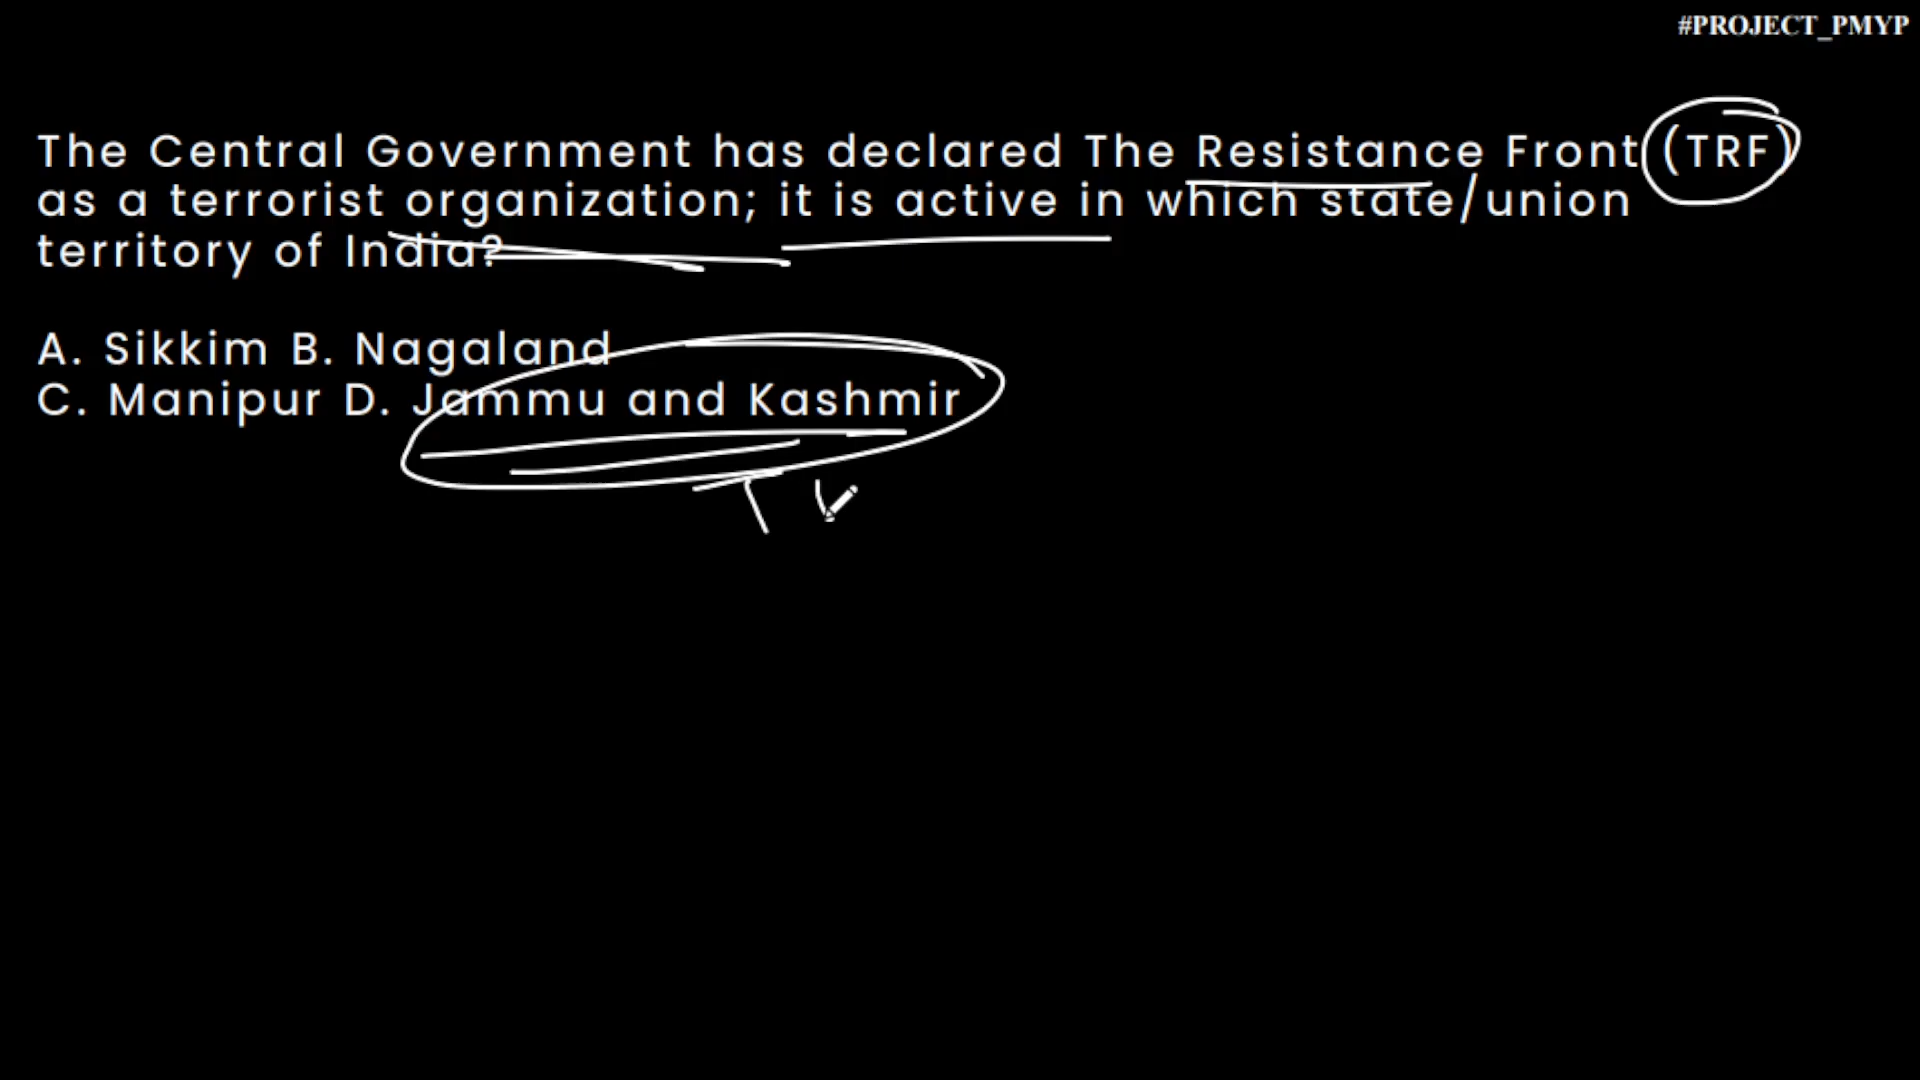 #PROJECT_PMYP
The Central Government has declared The Resistance Front (TRF)
as a terrorist organization; it is active in which state/union
territory of India?
A. Sikkim B. Nagaland
C. Manipur D. Jammu and Kashmir